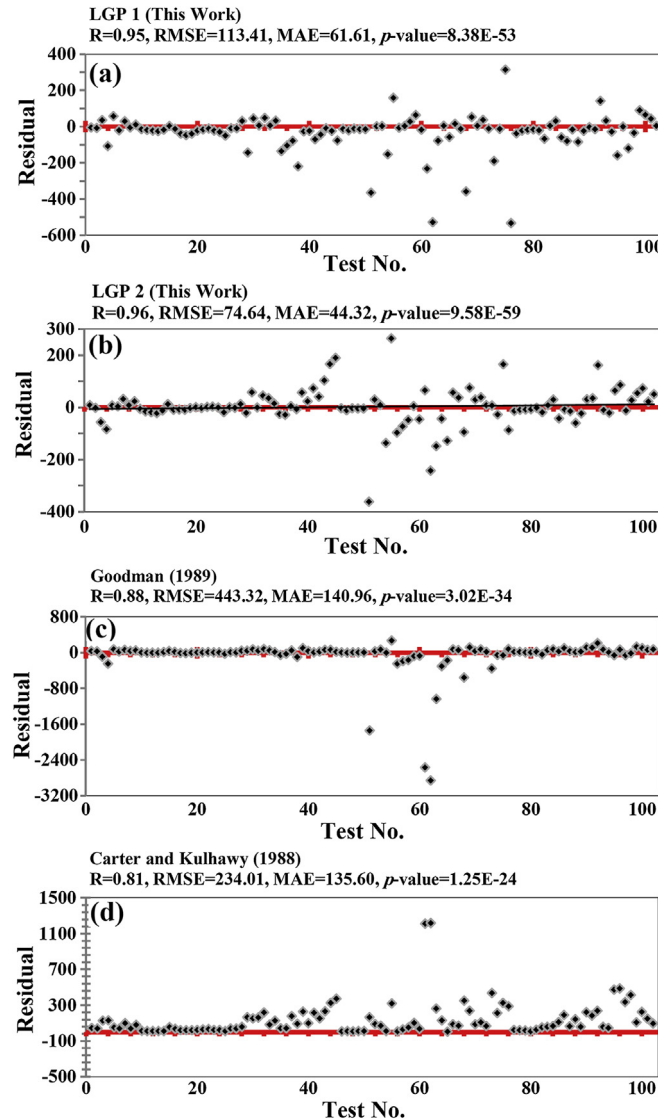 LGP 1 (This Work)
R=0.95, RMSE=113.41, MAE=61.61, p-value=8.38E-53
400
200
0
-200
-400
-600
(a)
Residual
0 20 40 60 80 100
Test No.
LGP 2 (This Work)
R=0.96, RMSE=74.64, MAE=44.32, p-value=9.58E-59
300
200
0
-200
-400
(b)
Residual
0 20 40 60 80 100
Test No.
Goodman (1989)
R=0.88, RMSE=443.32, MAE=140.96, p-value=3.02E-34
800
0
-800
-1600
-2400
-3200
(c)
Residual
0 20 40 60 80 100
Test No.
Carter and Kulhawy (1988)
R=0.81, RMSE=234.01, MAE=135.60, p-value=1.25E-24
1500
1100
700
300
-100
-500
(d)
Residual
0 20 40 60 80 100
Test No.